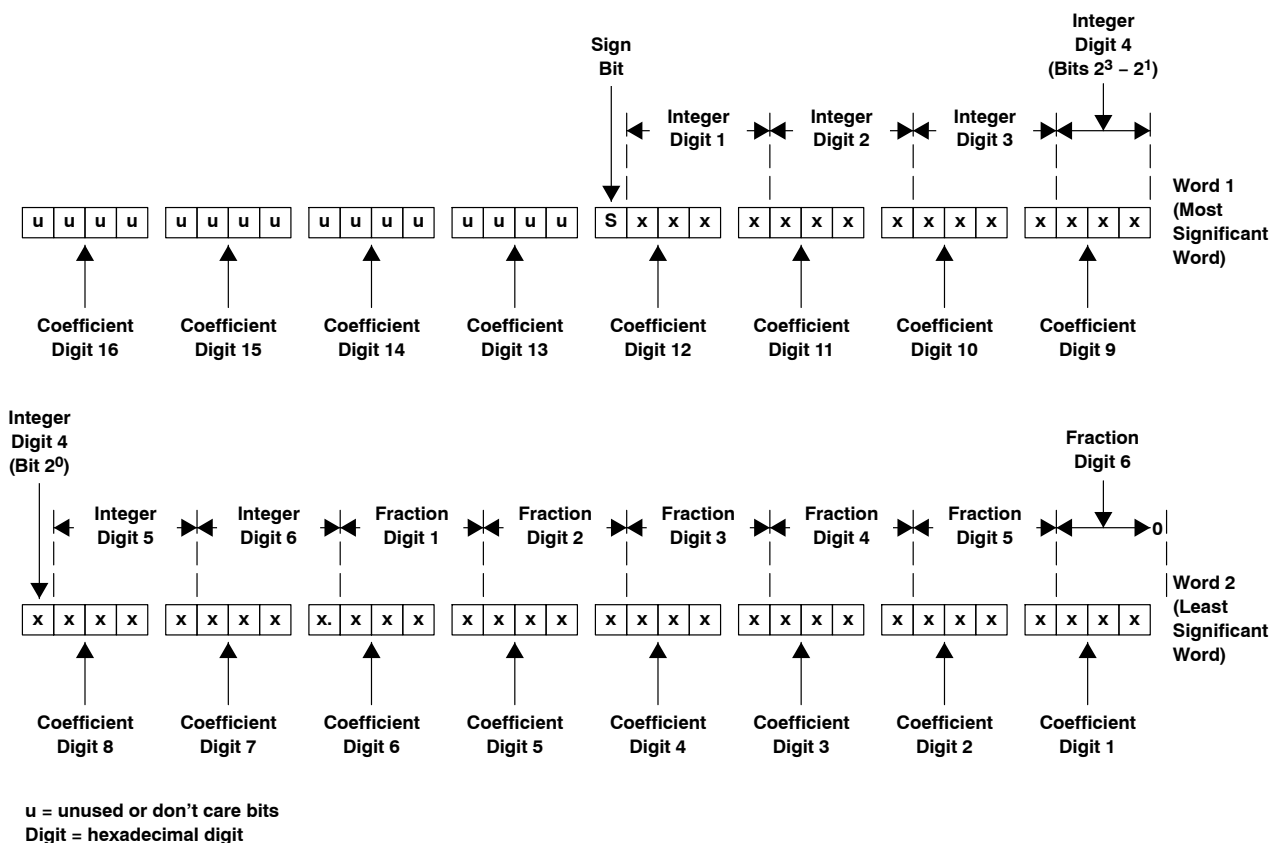 Integer
Digit 4
(Bits 2³ – 2¹)
Sign
Bit
Integer
Digit 1
Integer
Digit 2
Integer
Digit 3
Word 1
(Most
Significant
Word)
u u u u u u u u u u u u u u u u S x x x x x x x x x x x x x x x
Coefficient
Digit 16
Coefficient
Digit 15
Coefficient
Digit 14
Coefficient
Digit 13
Coefficient
Digit 12
Coefficient
Digit 11
Coefficient
Digit 10
Coefficient
Digit 9
Integer
Digit 4
(Bit 2⁰)
Integer
Digit 5
Integer
Digit 6
Fraction
Digit 1
Fraction
Digit 2
Fraction
Digit 3
Fraction
Digit 4
Fraction
Digit 5
Fraction
Digit 6
0
Word 2
(Least
Significant
Word)
x x x x x x x x x. x x x x x x x x x x x x x x x x x x x x x x x
Coefficient
Digit 8
Coefficient
Digit 7
Coefficient
Digit 6
Coefficient
Digit 5
Coefficient
Digit 4
Coefficient
Digit 3
Coefficient
Digit 2
Coefficient
Digit 1
u = unused or don’t care bits
Digit = hexadecimal digit